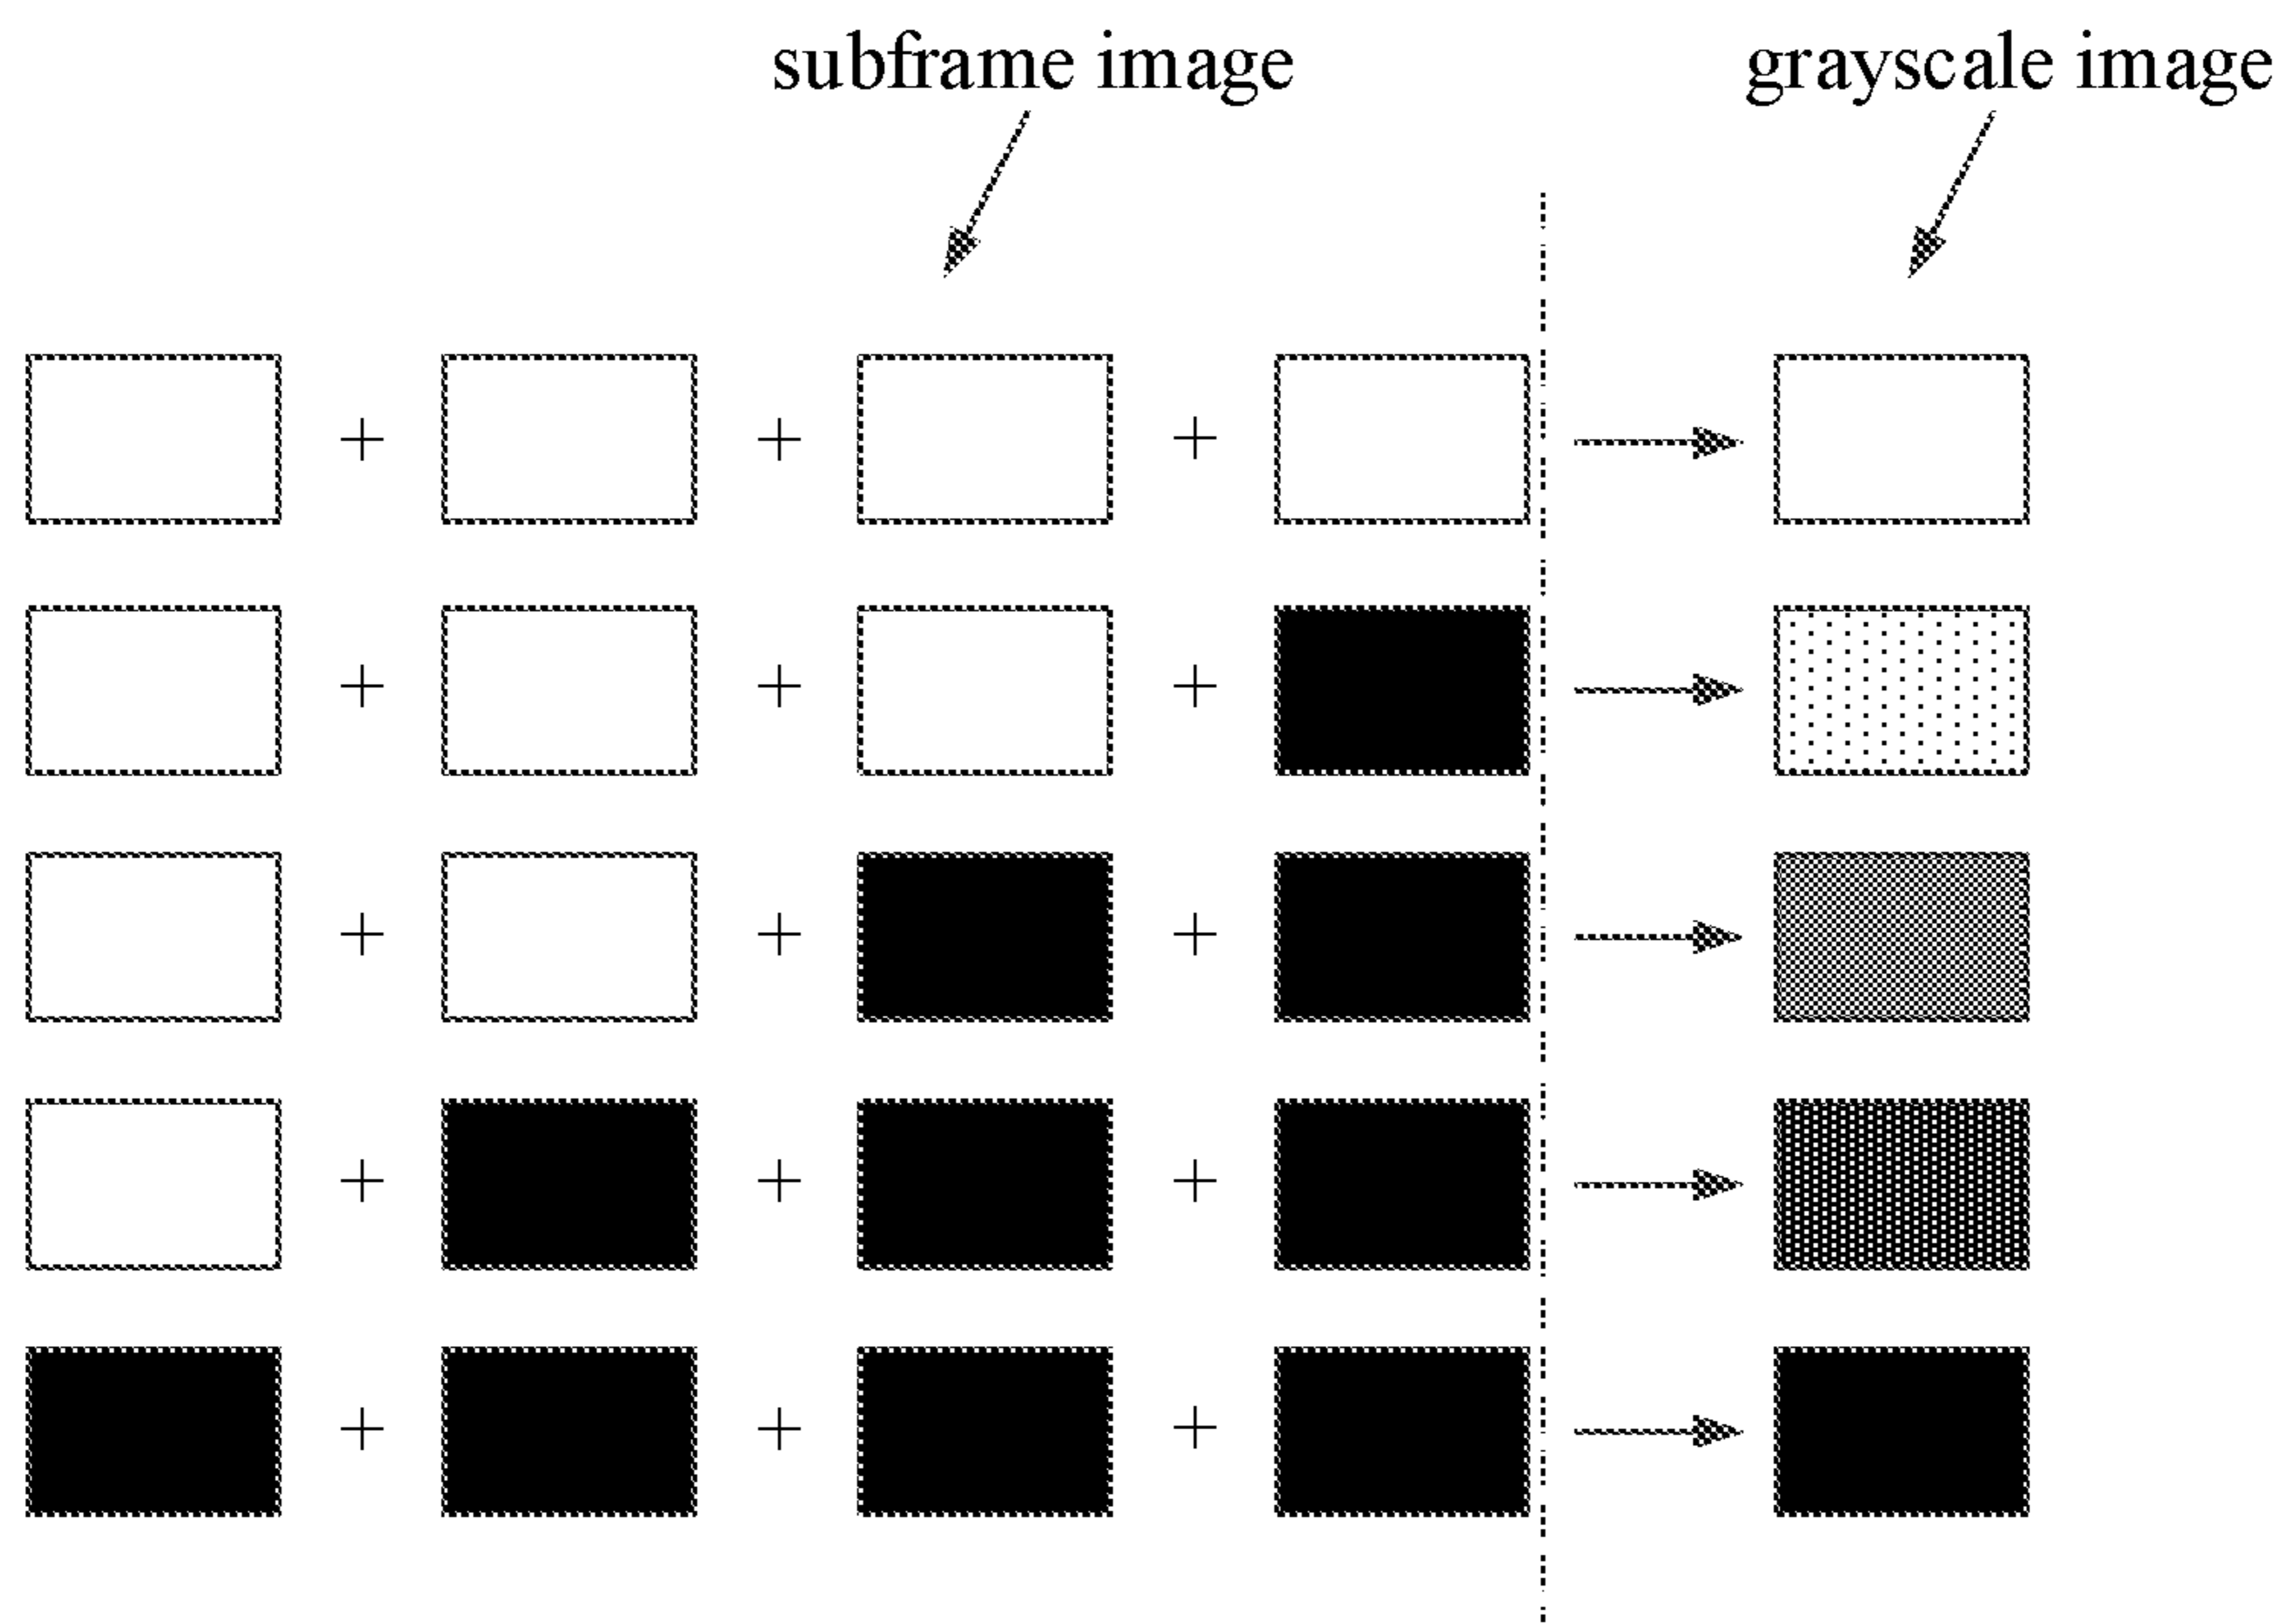 subframe image
grayscale image
+ + +
+ + +
+ + +
+ + +
+ + +